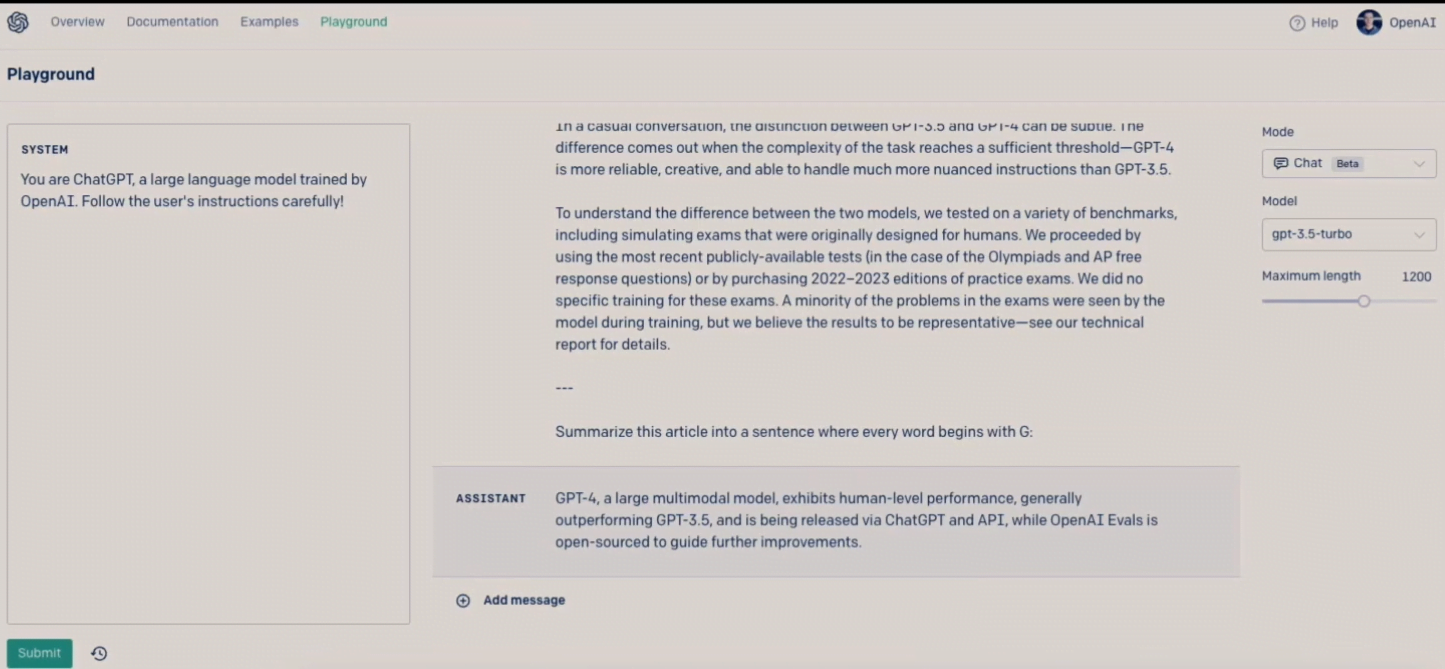 Overview Documentation Examples Playground
Help OpenAI
Playground
SYSTEM
You are ChatGPT, a large language model trained by
OpenAI. Follow the user's instructions carefully!
In a casual conversation, the distinction between GPT-3.5 and GPT-4 can be subtle. The
difference comes out when the complexity of the task reaches a sufficient threshold—GPT-4
is more reliable, creative, and able to handle much more nuanced instructions than GPT-3.5.
To understand the difference between the two models, we tested on a variety of benchmarks,
including simulating exams that were originally designed for humans. We proceeded by
using the most recent publicly-available tests (in the case of the Olympiads and AP free
response questions) or by purchasing 2022–2023 editions of practice exams. We did no
specific training for these exams. A minority of the problems in the exams were seen by the
model during training, but we believe the results to be representative—see our technical
report for details.
---
Summarize this article into a sentence where every word begins with G:
ASSISTANT
GPT-4, a large multimodal model, exhibits human-level performance, generally
outperforming GPT-3.5, and is being released via ChatGPT and API, while OpenAI Evals is
open-sourced to guide further improvements.
Add message
Mode
Chat Beta
Model
gpt-3.5-turbo
Maximum length 1200
Submit